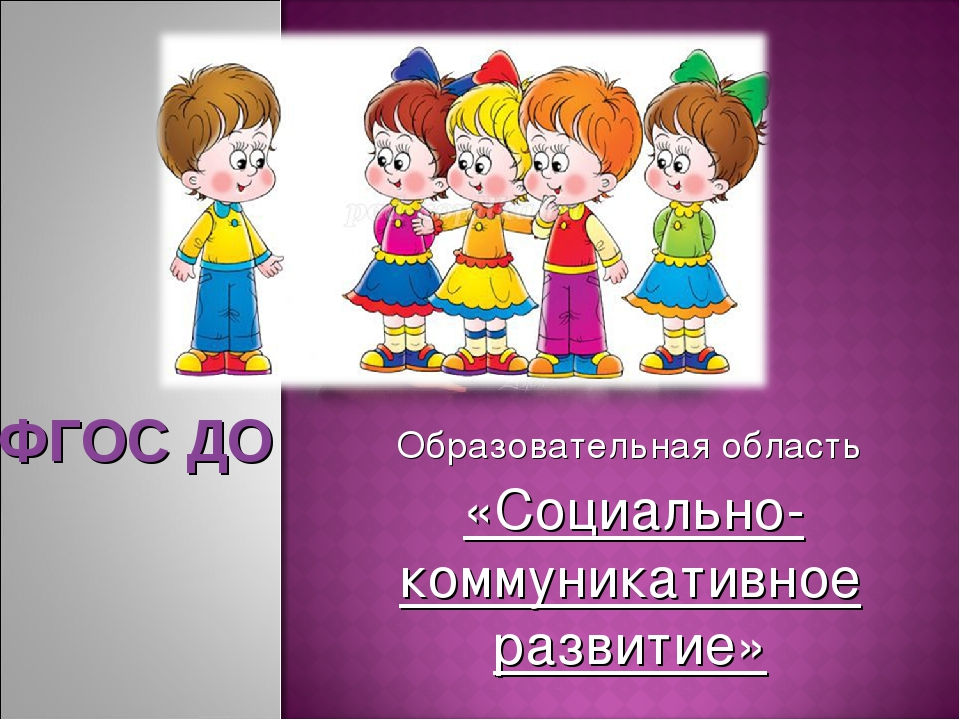 ФГОС ДО
Образовательная область
«Социально-
коммуникативное
развитие»